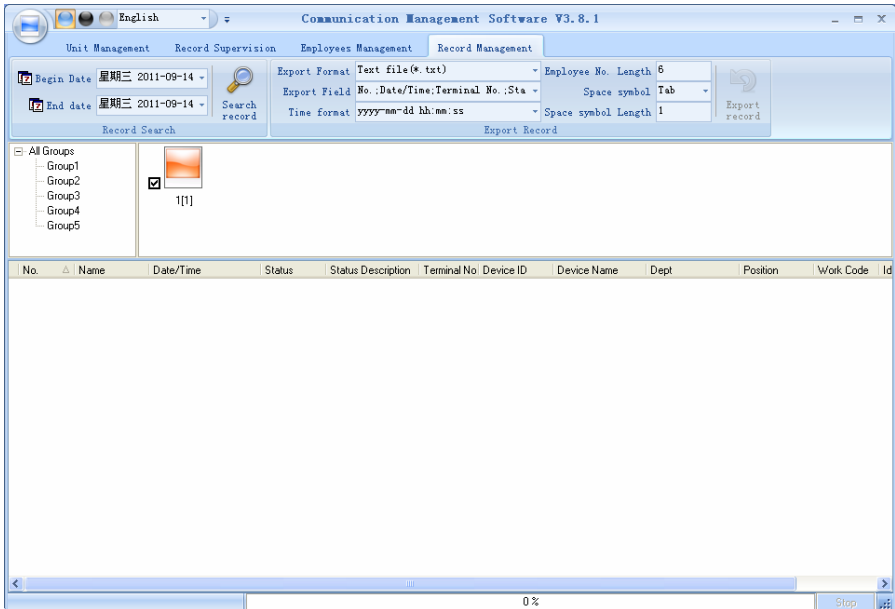 English
Communication Management Software V3.8.1
Unit Management Record Supervision Employees Management Record Management
Begin Date 星期三 2011-09-14
End date 星期三 2011-09-14
Search record
Record Search
Export Format Text file(*.txt) Employee No. Length 6
Export Field No.;Date/Time;Terminal No.;Sta Space symbol Tab
Time format yyyy-mm-dd hh:mm:ss Space symbol Length 1
Export record
Export Record
All Groups
Group1
Group2
Group3
Group4
Group5
1[1]
No. Name Date/Time Status Status Description Terminal No Device ID Device Name Dept Position Work Code Id
0 %
Stop